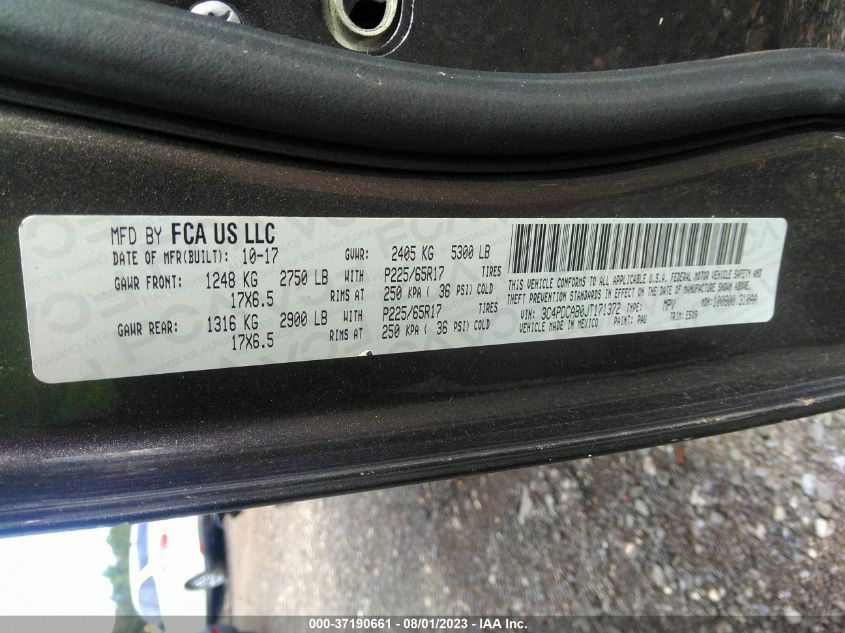 MFD BY FCA US LLC
DATE OF MFR(BUILT): 10-17 GVWR: 2405 KG 5300 LB
GAWR FRONT: 1248 KG 2750 LB WITH P225/65R17 TIRES
17X6.5 RIMS AT 250 KPA ( 36 PSI) COLD
GAWR REAR: 1316 KG 2900 LB WITH P225/65R17 TIRES
17X6.5 RIMS AT 250 KPA ( 36 PSI) COLD
THIS VEHICLE CONFORMS TO ALL APPLICABLE U.S.A. FEDERAL MOTOR VEHICLE SAFETY AND
THEFT PREVENTION STANDARDS IN EFFECT ON THE DATE OF MANUFACTURE SHOWN ABOVE.
VIN: 3C4PDCAB0JT171372 TYPE: MPV MDH: 100600
VEHICLE MADE IN MEXICO PAINT: PAU TRIM:
000-37190661 - 08/01/2023 - IAA Inc.